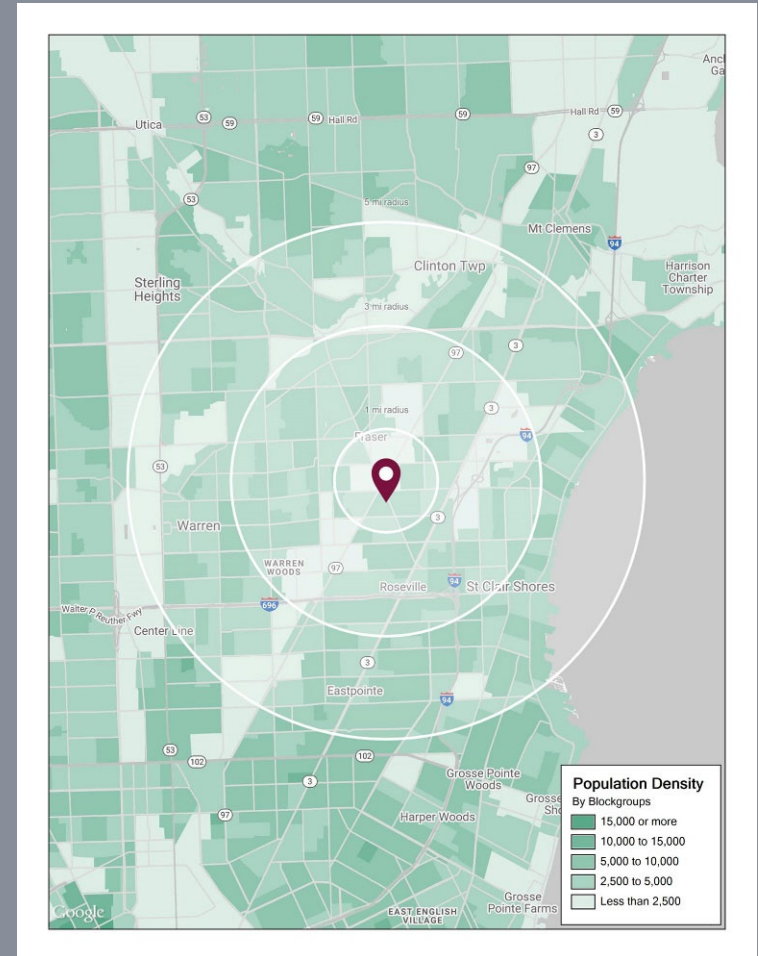 Utica
53
59
59
Hall Rd
59
Hall Rd
59
3
53
97
5 mi radius
Mt Clemens
94
Clinton Twp
Harrison
Charter
Township
Sterling
Heights
3 mi radius
3
97
1 mi radius
3
94
Fraser
53
3
Warren
WARREN
WOODS
97
Roseville
94
St Clair Shores
696
Walter P. Reuther Fwy
Center Line
3
Eastpointe
94
53
102
102
Grosse Pointe
Woods
3
97
Harper Woods
Grosse
Grosse
Pointe Farms
EAST ENGLISH
VILLAGE
Google
Population Density
By Blockgroups
15,000 or more
10,000 to 15,000
5,000 to 10,000
2,500 to 5,000
Less than 2,500